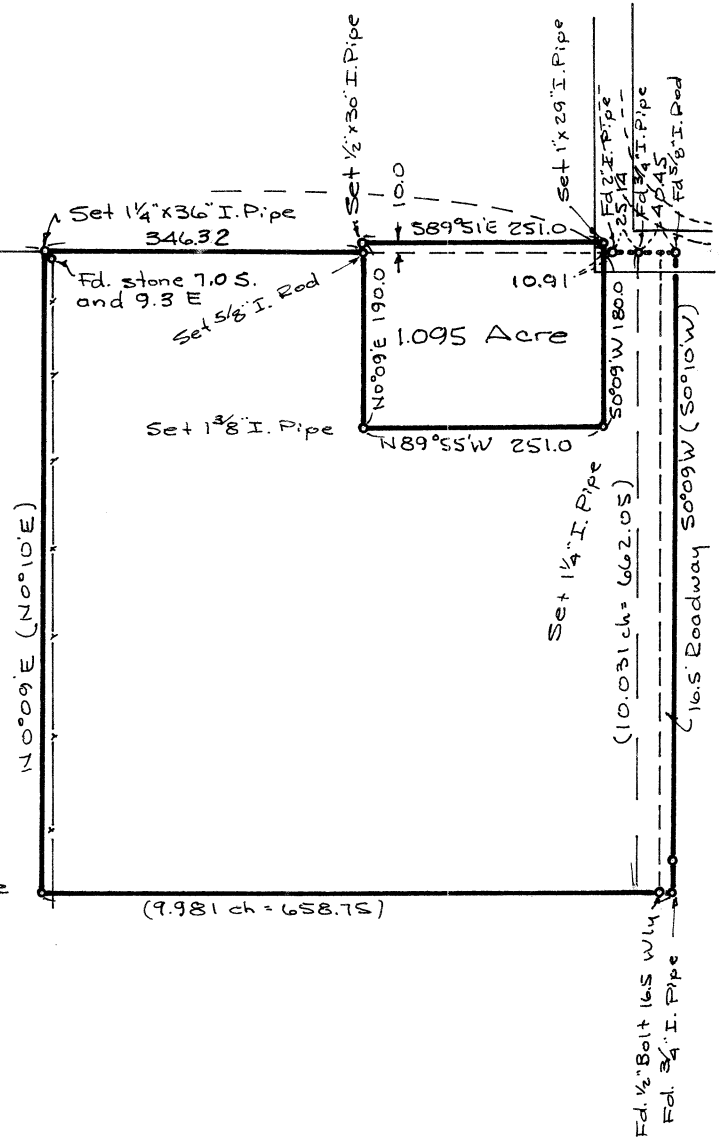 Set ½"x30" I. Pipe
Set 1"x29" I. Pipe
Fd 2" I. Pipe
25.14
Fd. ¾" I. Pipe
40.45
Fd 5/8" I. Rod
10.0
Set 1¼"x36" I. Pipe
346.32
S89°51'E 251.0
Fd. stone 7.0 S.
and 9.3 E
Set 5/8" I. Rod
10.91
N0°09'E 190.0
1.095 Acre
S0°09'W 180.0
Set 1⅜" I. Pipe
N89°55'W 251.0
Set 1¼" I. Pipe
N0°09'E (N0°10'E)
(10.031 ch = 662.05)
16.5' Roadway S0°09'W (S0°10'W)
(9.981 ch = 658.75)
Fd. ½" Bolt 16.5 Wly
Fd. ¾" I. Pipe